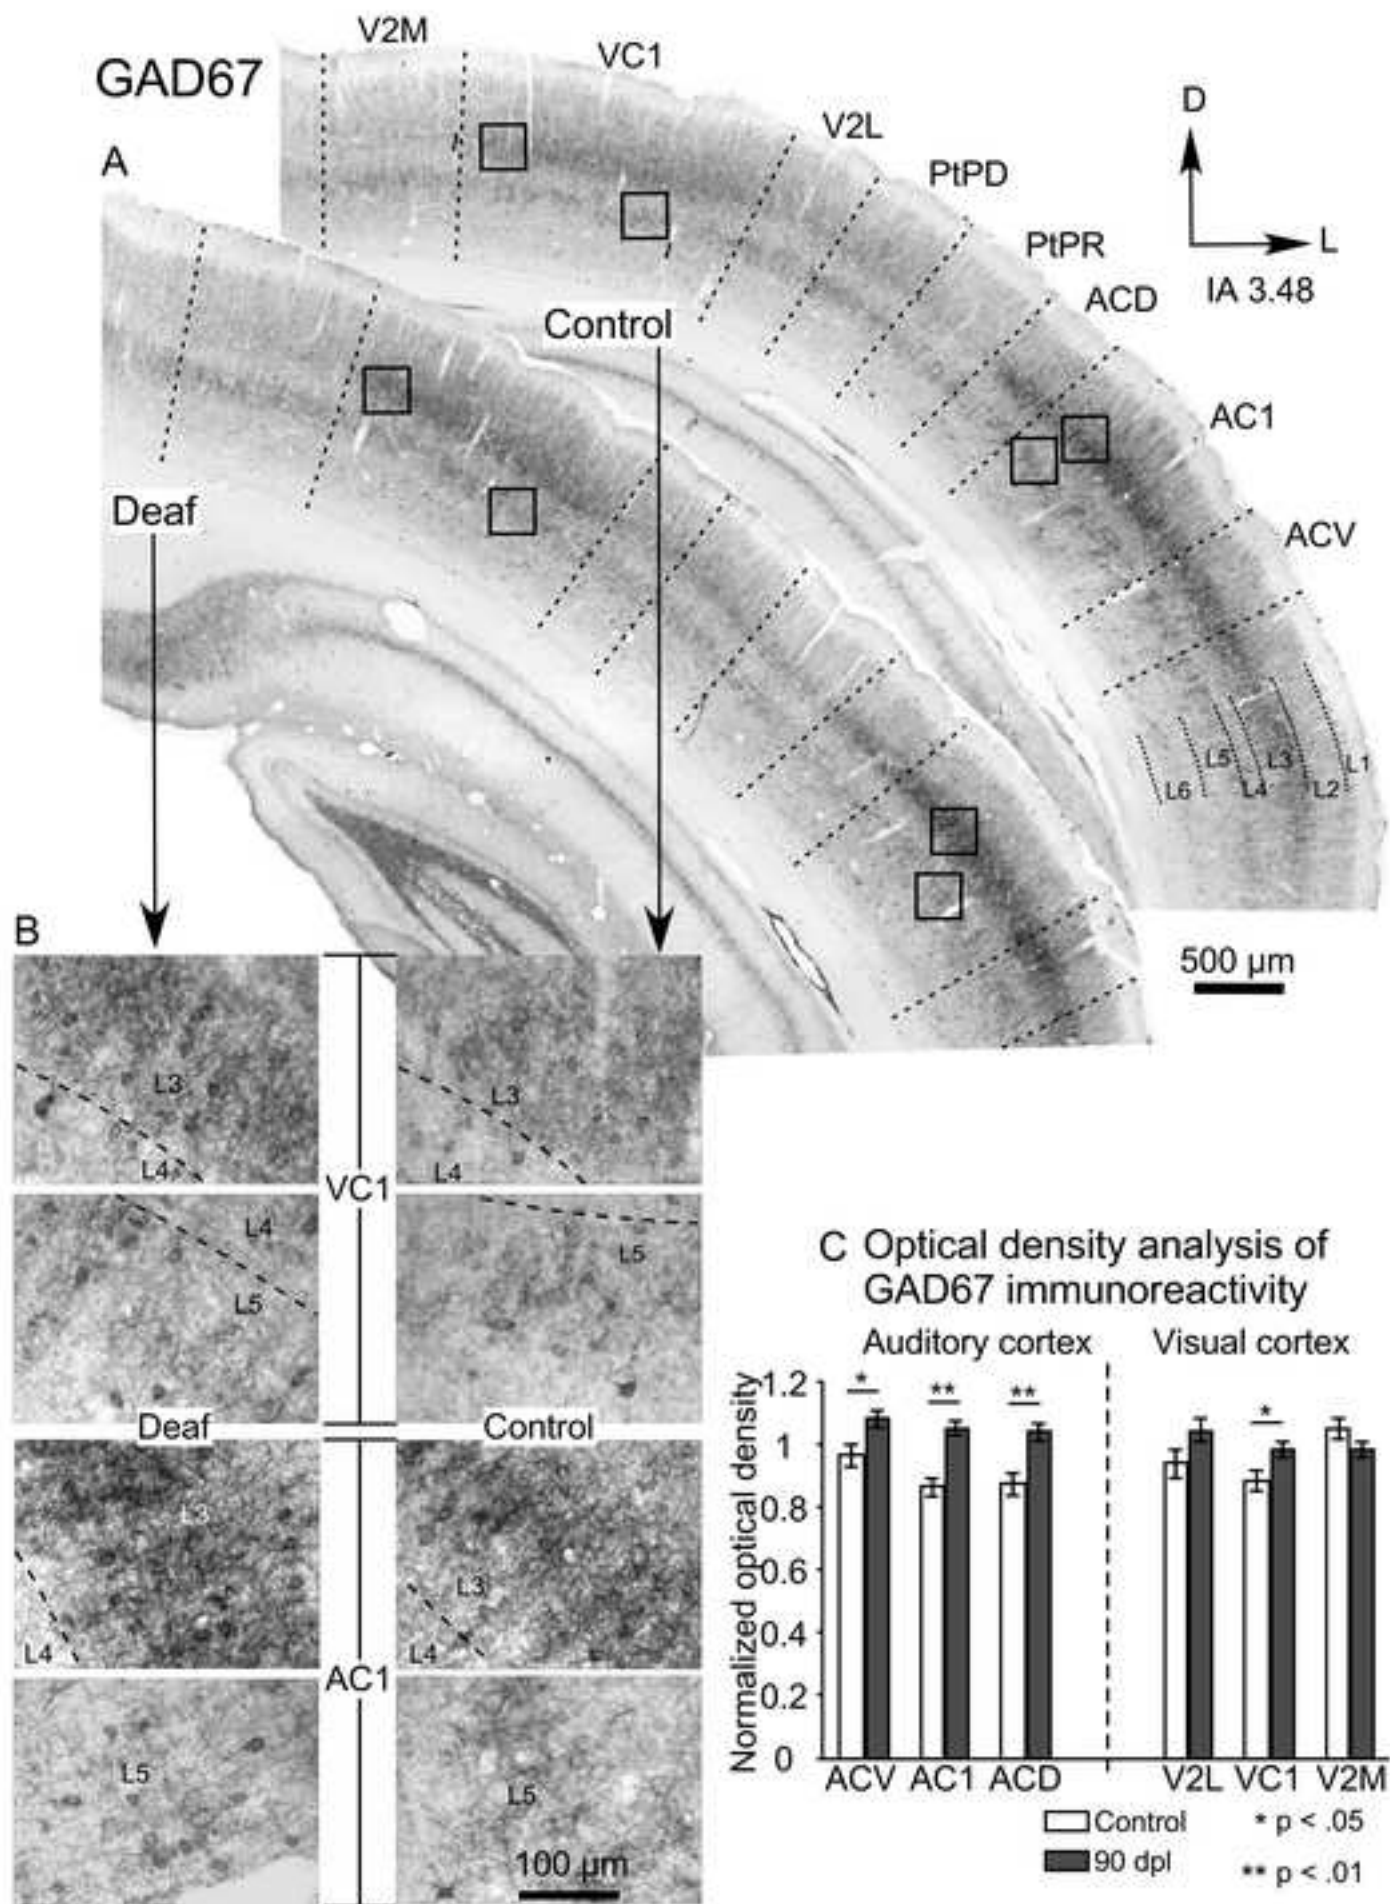 GAD67
V2M
VC1
V2L
PtPD
PtPR
ACD
AC1
ACV
D
L
IA 3.48
A
Control
Deaf
L6
L5
L4
L3
L2
L1
500 µm
B
L3
L4
L3
L4
VC1
L4
L5
L5
Deaf
Control
L3
L4
L3
L4
AC1
L5
L5
100 µm
C Optical density analysis of
GAD67 immunoreactivity
Auditory cortex
Visual cortex
Normalized optical density
1.2
1
0.8
0.6
0.4
0.2
0
*
**
**
*
ACV AC1 ACD V2L VC1 V2M
Control
* p < .05
90 dpl
** p < .01